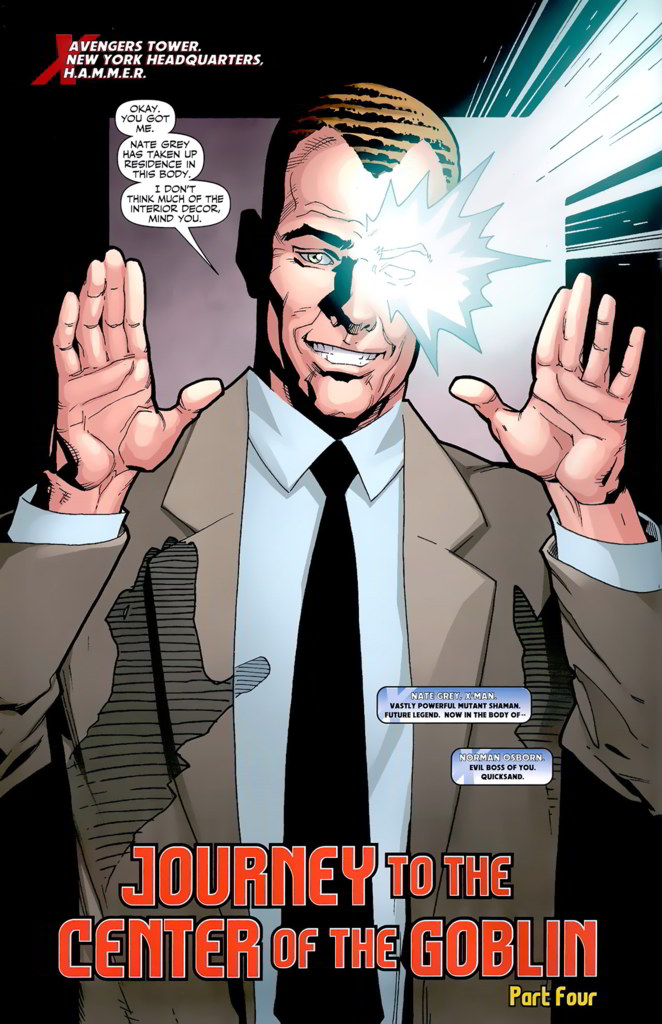 AVENGERS TOWER.
NEW YORK HEADQUARTERS,
H.A.M.M.E.R.
OKAY.
YOU GOT
ME.
NATE GREY
HAS TAKEN UP
RESIDENCE IN
THIS BODY.
I DON'T
THINK MUCH OF THE
INTERIOR DECOR,
MIND YOU.
NATE GREY, X-MAN.
VASTLY POWERFUL MUTANT SHAMAN.
FUTURE LEGEND. NOW IN THE BODY OF--
NORMAN OSBORN.
EVIL BOSS OF YOU.
QUICKSAND.
JOURNEY TO THE
CENTER OF THE GOBLIN
Part Four